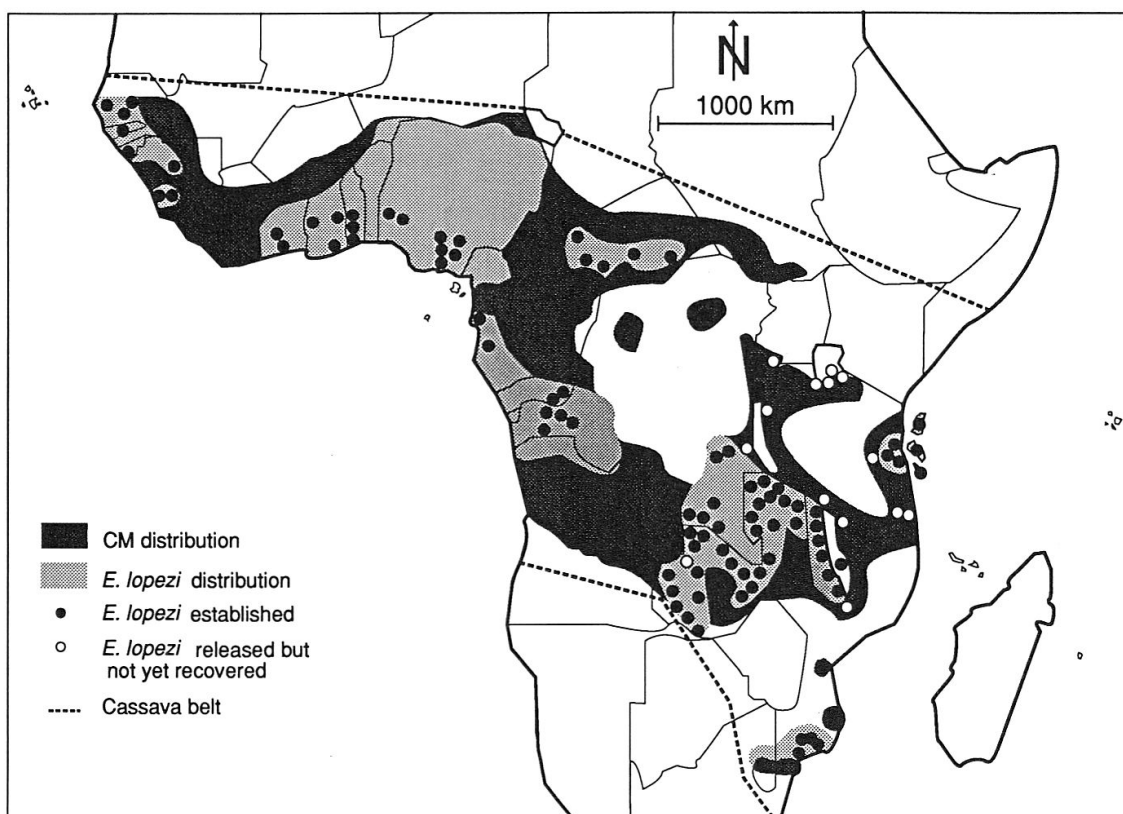 N
1000 km
CM distribution
E. lopezi distribution
E. lopezi established
E. lopezi released but
not yet recovered
Cassava belt